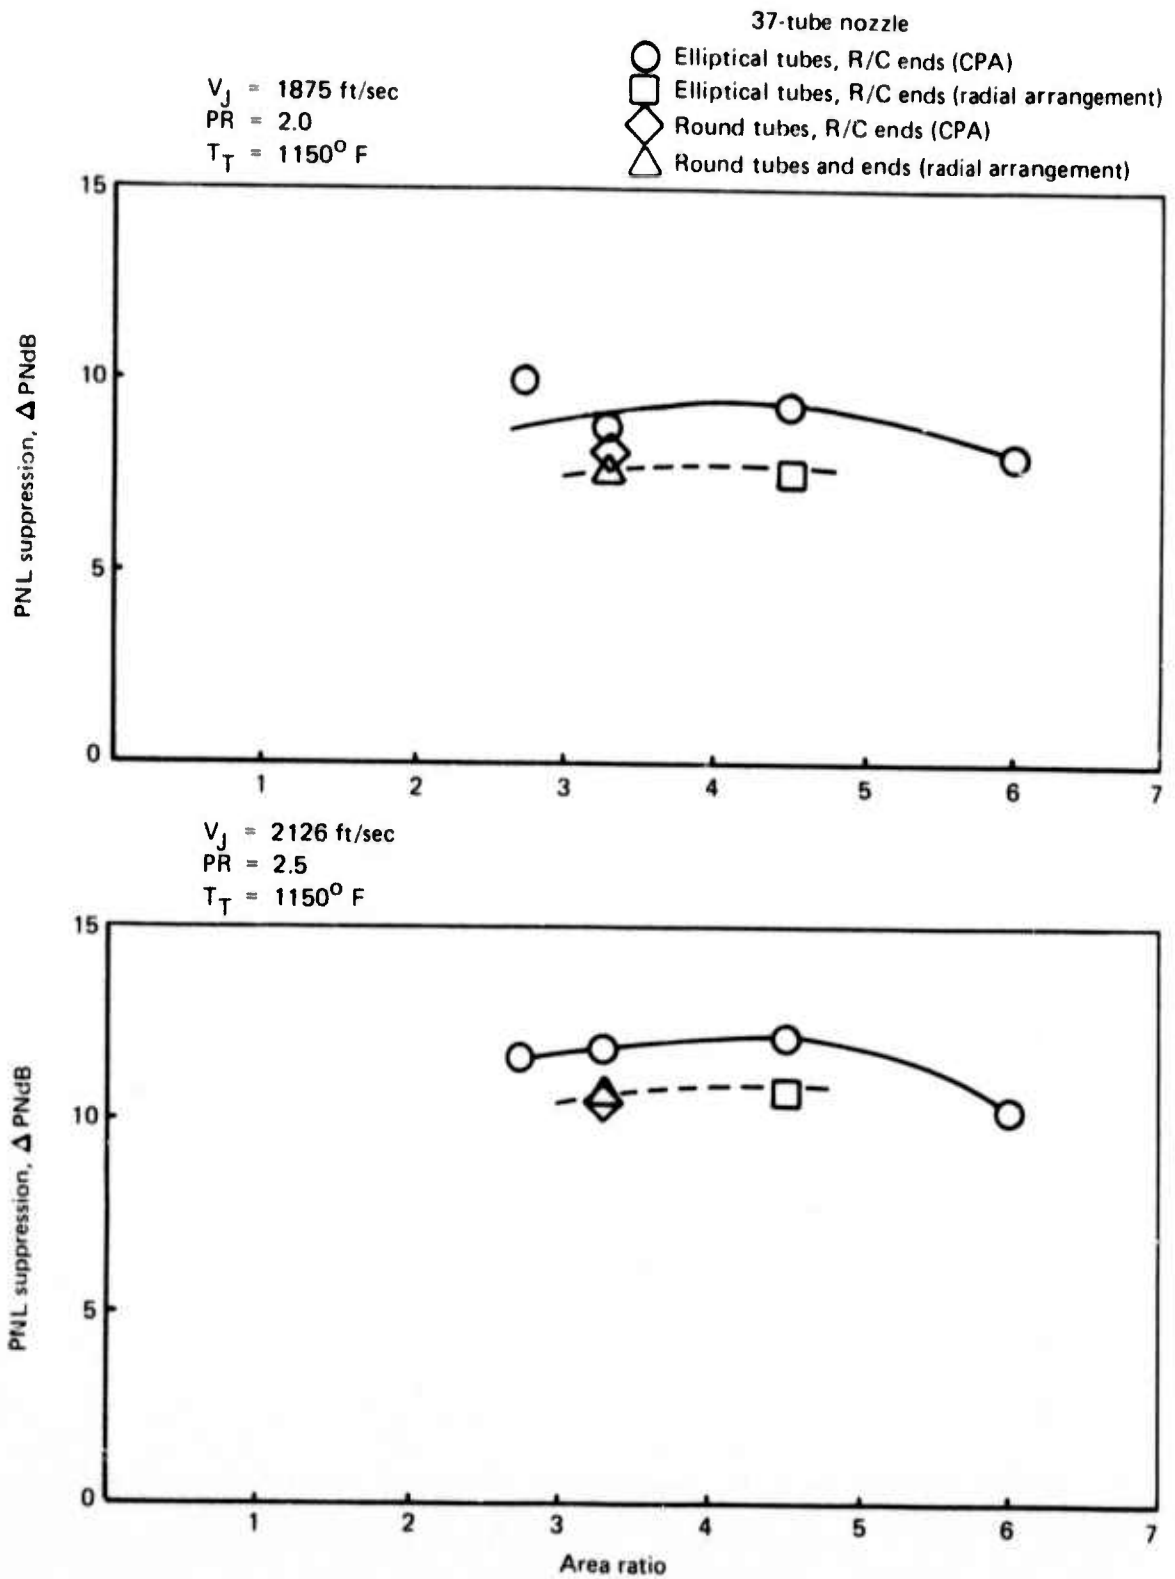 37-tube nozzle
Elliptical tubes, R/C ends (CPA)
Elliptical tubes, R/C ends (radial arrangement)
Round tubes, R/C ends (CPA)
Round tubes and ends (radial arrangement)
VJ = 1875 ft/sec
PR = 2.0
TT = 1150° F
PNL suppression, Δ PNdB
15
10
5
0
1 2 3 4 5 6 7
VJ = 2126 ft/sec
PR = 2.5
TT = 1150° F
PNL suppression, Δ PNdB
15
10
5
0
1 2 3 4 5 6 7
Area ratio